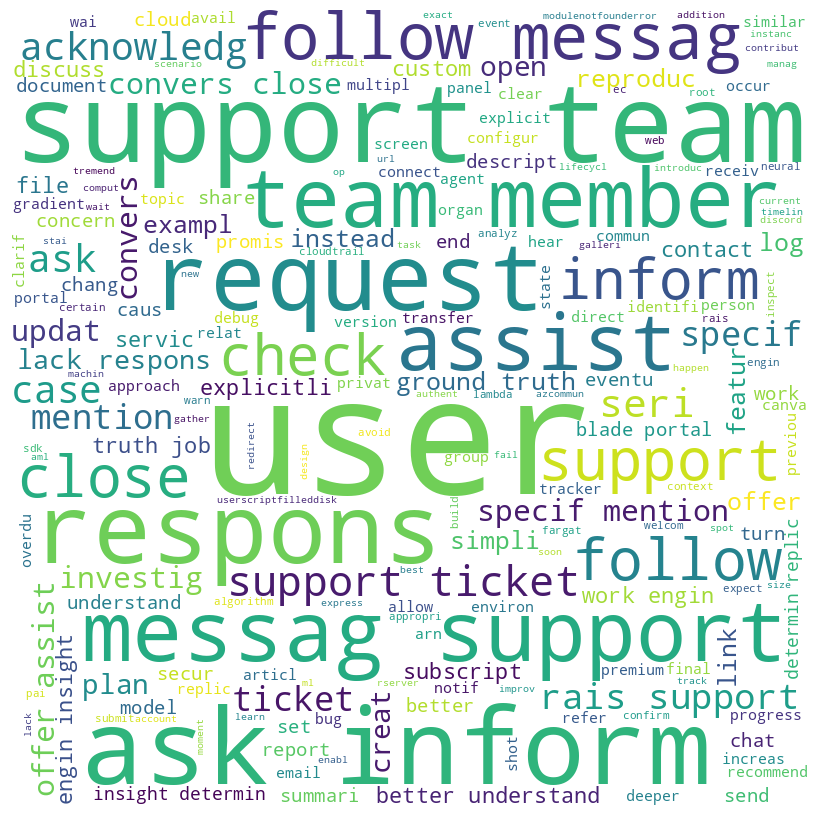 exact event modulenotfounderror addition
wai cloud avail similar instanc
acknowledg follow messag contribut
scenario difficult manag
discuss convers close custom open reproduc
document multipl panel clear ec root occur
support team
screen explicit configur web
tremend url connect descript lifecycl introduc receiv neural
file topic share agent team member current
gradient comput wait timelin
concern exampl organ analyz commun discord
clarif stai convers desk promis instead end hear galleri contact log
ask cloudtrail task request inform
chang new state identifi person inspect
portal certain caus debug version transfer direct rais
updat servic relat assist specif
lack respons check happen engin
machin approach explicitli privat ground truth eventu featur
case warn authent lambda azcommun seri work
mention gather user canva
truth job redirect avoid blade portal previou
sdk aml design group fail support
close userscriptfilleddisk tracker context offer
overdu respons build specif mention welcom spot turn
simpli fargat follow
investig soon determin replic
support ticket best work engin
understand algorithm express allow environ expect size
offer assist messag support appropri arn link
engin insight secur articl subscript premium final
pai plan replic ml rserver notif improv track
lack model ticket better rais support
submit account learn set bug creat refer confirm progress
moment report enabl shot chat increas
ask inform
email recommend
insight determin summari better understand deeper send